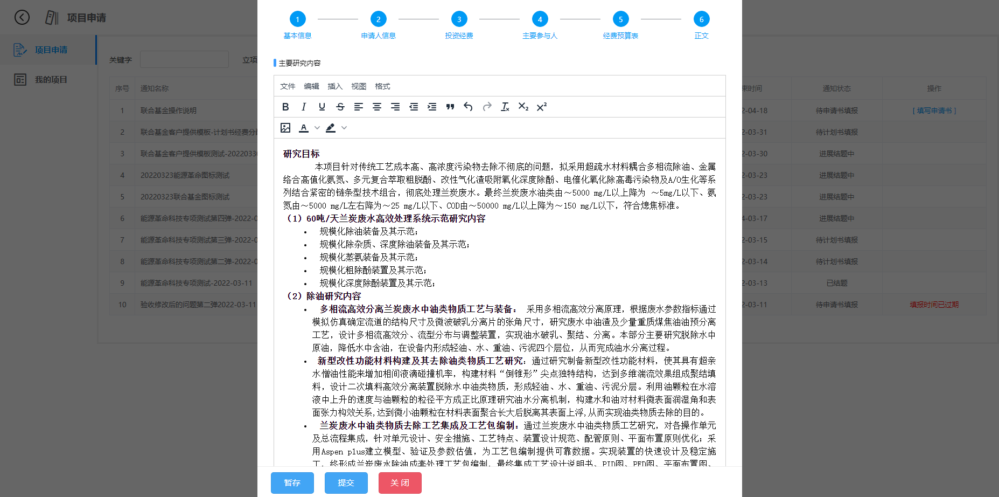 项目申请
项目申请
我的项目
关键字
立项
序号 通知名称
1 联合基金操作说明
2 联合基金客户提供模板-计划书经费分
3 联合基金客户提供模板测试-2022033
4 20220323能源革命图标测试
5 20220323联合基金图标测试
6 能源革命科技专项测试第四弹-2022-0
7 能源革命科技专项测试第三弹-2022-0
8 能源革命科技专项测试第二弹-2022-0
9 能源革命科技专项测试-2022-03-11
10 验收修改后的问题第二弹2022-03-11
1 2 3 4 5 6
基本信息 申请人信息 投资经费 主要参与人 经费预算表 正文
主要研究内容
文件 编辑 插入 视图 格式
研究目标
本项目针对传统工艺成本高、高浓度污染物去除不彻底的问题，拟采用超疏水材料耦合多相流除油、金属
络合高值化氨氮、多元复合萃取粗脱酚、改性气化渣吸附氧化深度除酚、电催化氧化除高毒污染物及A/O生化等系
列结合紧密的链条型技术组合，彻底处理兰炭废水。最终兰炭废水油类由～5000 mg/L以上降为 ～5mg/L以下、氨
氮由～5000 mg/L左右降为～25 mg/L以下、COD由～50000 mg/L以上降为～150 mg/L以下，符合熄焦标准。
（1）60吨/天兰炭废水高效处理系统示范研究内容
• 规模化除油装备及其示范；
• 规模化除杂质、深度除油装备及其示范；
• 规模化蒸氨装备及其示范；
• 规模化粗除酚装置及其示范；
• 规模化深度除酚装置及其示范；
（2）除油研究内容
• 多相流高效分离兰炭废水中油类物质工艺与装备： 采用多相流高效分离原理，根据废水参数指标通过
模拟仿真确定流道的结构尺寸及微波破乳分离片的张角尺寸，研究废水中油渣及少量重质煤焦油油预分离
工艺，设计多相流高效分、流型分布与调整装置，实现油水破乳、聚结、分离。本部分主要研究脱除水中
原油，降低水中含油，在设备内形成轻油、水、重油、污泥四个层位，从而完成油水分离过程。
• 新型改性功能材料构建及其去除油类物质工艺研究：通过研究制备新型改性功能材料，使其具有超亲
水憎油性能来增加相间液滴碰撞机率，构建材料“倒锥形”尖点独特结构，达到多维湍流效果组成聚结填
料，设计二次填料高效分离装置脱除水中油类物质，形成轻油、水、重油、污泥分层。利用油颗粒在水溶
液中上升的速度与油颗粒的粒径平方成正比原理研究油水分离机制，构建水和油对材料微表面润湿角和表
面张力构效关系,达到微小油颗粒在材料表面聚合长大后脱离其表面上浮,从而实现油类物质去除的目的。
• 兰炭废水中油类物质去除工艺集成及工艺包编制：通过兰炭废水中油类物质工艺研究，对各操作单元
及总流程集成，针对单元设计、安全措施、工艺特点、装置设计规范、配管原则、平面布置原则优化；采
用Aspen plus建立模型、验证及参数估值，为工艺包编制提供可靠数据。实现装置的快速设计及稳定施
工，终形成兰炭废水除油成套处理工艺包编制，最终集成工艺设计说明书、PID图、PFD图、平面布置图、
暂存 提交 关 闭
束时间 通知状态 操作
2-04-18 待申请书填报 [ 填写申请书 ]
2-03-31 待计划书填报
2-03-30 进展结题中
2-03-23 进展结题中
2-03-23 进展结题中
4-03-17 进展结题中
2-03-15 待计划书填报
2-03-14 待计划书填报
2-03-13 已结题
2-03-11 待申请书填报 填报时间已过期